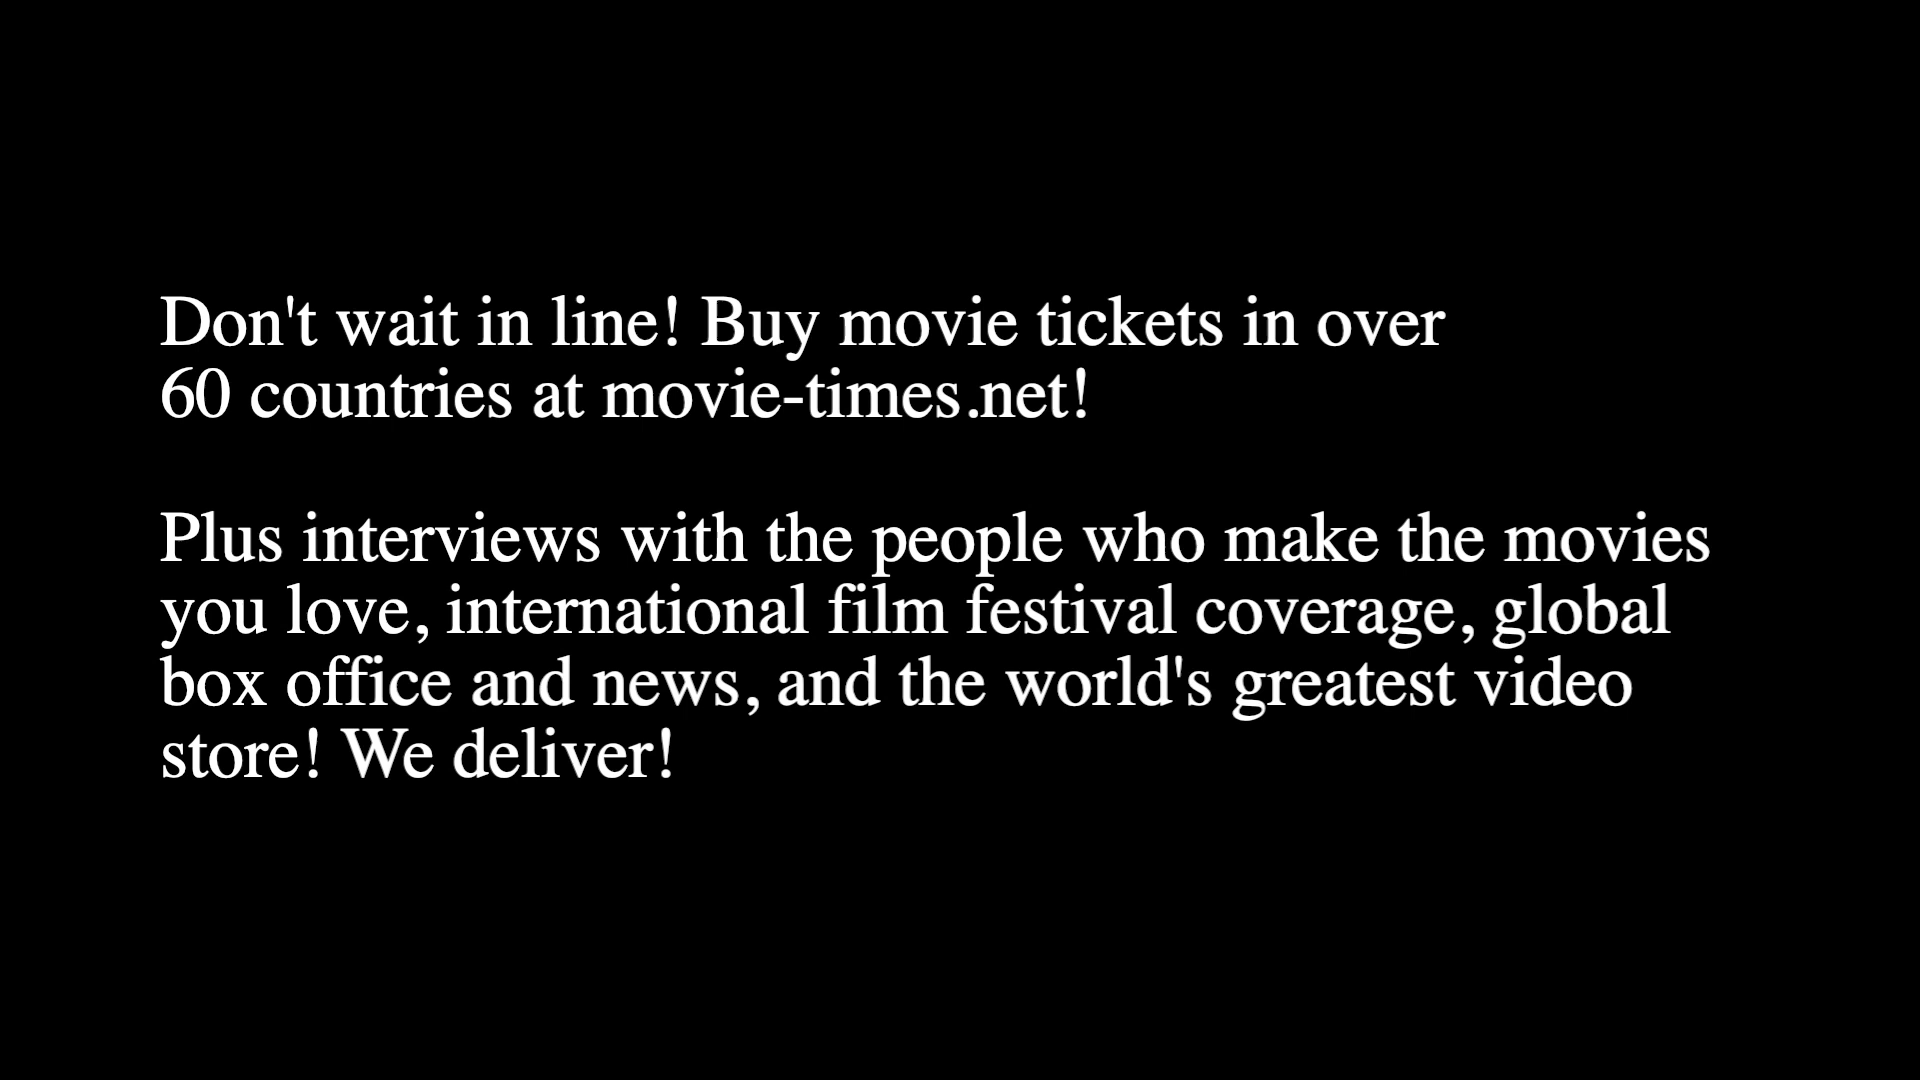 Don't wait in line! Buy movie tickets in over
60 countries at movie-times.net!
Plus interviews with the people who make the movies
you love, international film festival coverage, global
box office and news, and the world's greatest video
store! We deliver!